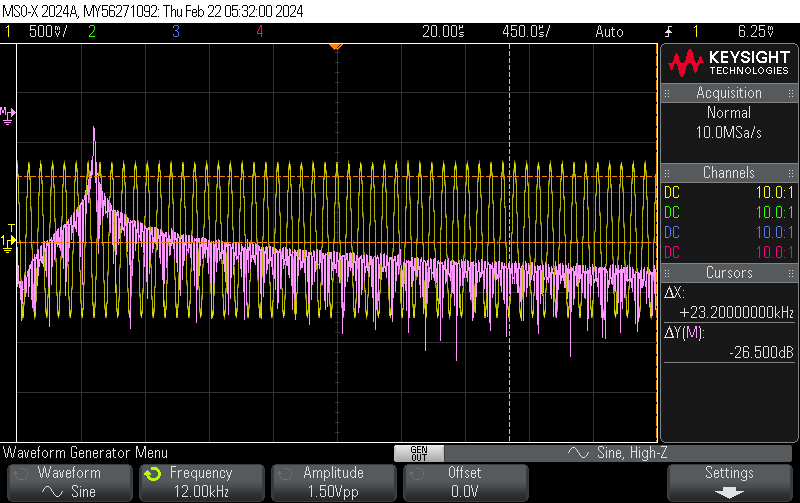 MSO-X 2024A, MY56271092: Thu Feb 22 05:32:00 2024
1 500mV/ 2 3 4 20.00ms/ 450.0ms/ Auto 1 6.25mV
KEYSIGHT
TECHNOLOGIES
Acquisition
Normal
10.0MSa/s
Channels
DC 10.0:1
DC 10.0:1
DC 10.0:1
DC 10.0:1
Cursors
ΔX:
+23.20000000kHz
ΔY(M):
-26.500dB
M
T
1
Waveform Generator Menu
GEN
OUT
Sine, High-Z
Waveform
Sine
Frequency
12.00kHz
Amplitude
1.50Vpp
Offset
0.0V
Settings